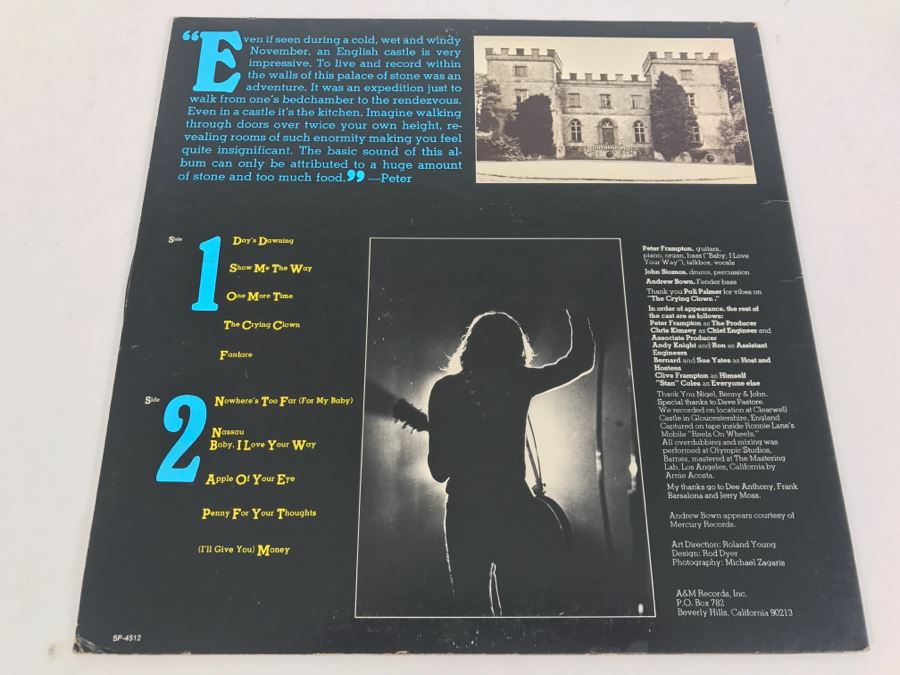 “Even if seen during a cold, wet and windy
November, an English castle is very
impressive. To live and record within
the walls of this palace of stone was an
adventure. It was an expedition just to
walk from one's bedchamber to the rendezvous.
Even in a castle it's the kitchen. Imagine walking
through doors over twice your own height, re-
vealing rooms of such enormity making you feel
quite insignificant. The basic sound of this al-
bum can only be attributed to a huge amount
of stone and too much food.” —Peter
Side 1
Day's Dawning
Show Me The Way
One More Time
The Crying Clown
Fanfare
Side 2
Nowhere's Too Far (For My Baby)
Nassau
Baby, I Love Your Way
Apple Of Your Eye
Penny For Your Thoughts
(I'll Give You) Money
SP-4512
Peter Frampton, guitars,
piano, organ, bass ("Baby, I Love
Your Way"), talkbox, vocals
John Siomos, drums, percussion
Andrew Bown, Fender bass
Thank you Poli Palmer for vibes on
"The Crying Clown."
In order of appearance, the rest of
the cast are as follows:
Peter Frampton as The Producer
Chris Kimsey as Chief Engineer and
Associate Producer
Andy Knight and Ron as Assistant
Engineers
Bernard and Sue Yates as Host and
Hostess
Clive Frampton as Himself
"Stan" Coles as Everyone else
Thank You Nigel, Benny & John.
Special thanks to Dave Pastore.
We recorded on location at Clearwell
Castle in Gloucestershire, England
Captured on tape inside Ronnie Lane's
Mobile "Reels On Wheels."
All overdubbing and mixing was
performed at Olympic Studios,
Barnes, mastered at The Mastering
Lab, Los Angeles, California by
Arnie Acosta.
My thanks go to Dee Anthony, Frank
Barsalona and Jerry Moss.
Andrew Bown appears courtesy of
Mercury Records.
Art Direction: Roland Young
Design: Rod Dyer
Photography: Michael Zagaris
A&M Records, Inc.
P.O. Box 782
Beverly Hills, California 90213